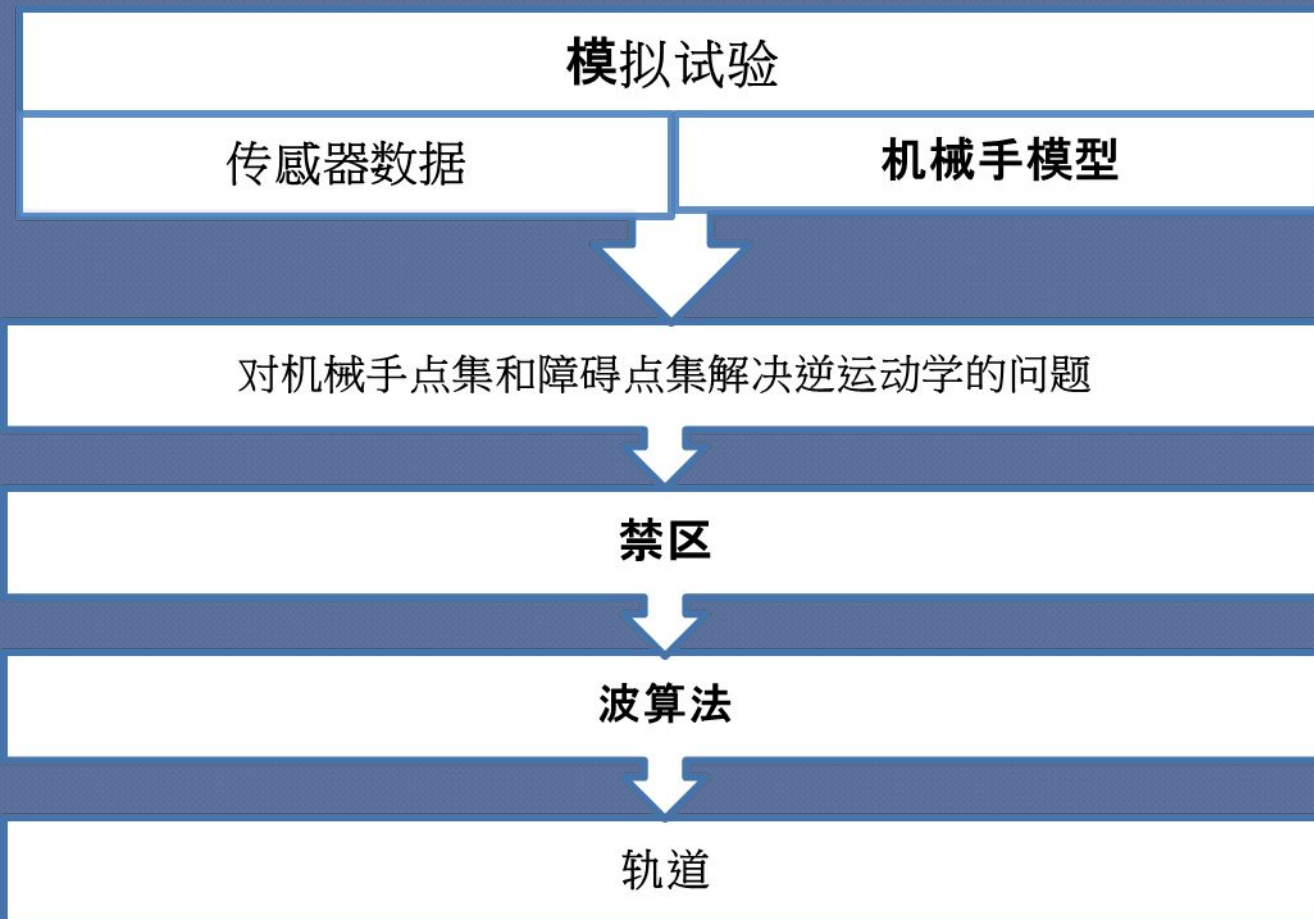 模拟试验
传感器数据
机械手模型
对机械手点集和障碍点集解决逆运动学的问题
禁区
波算法
轨道